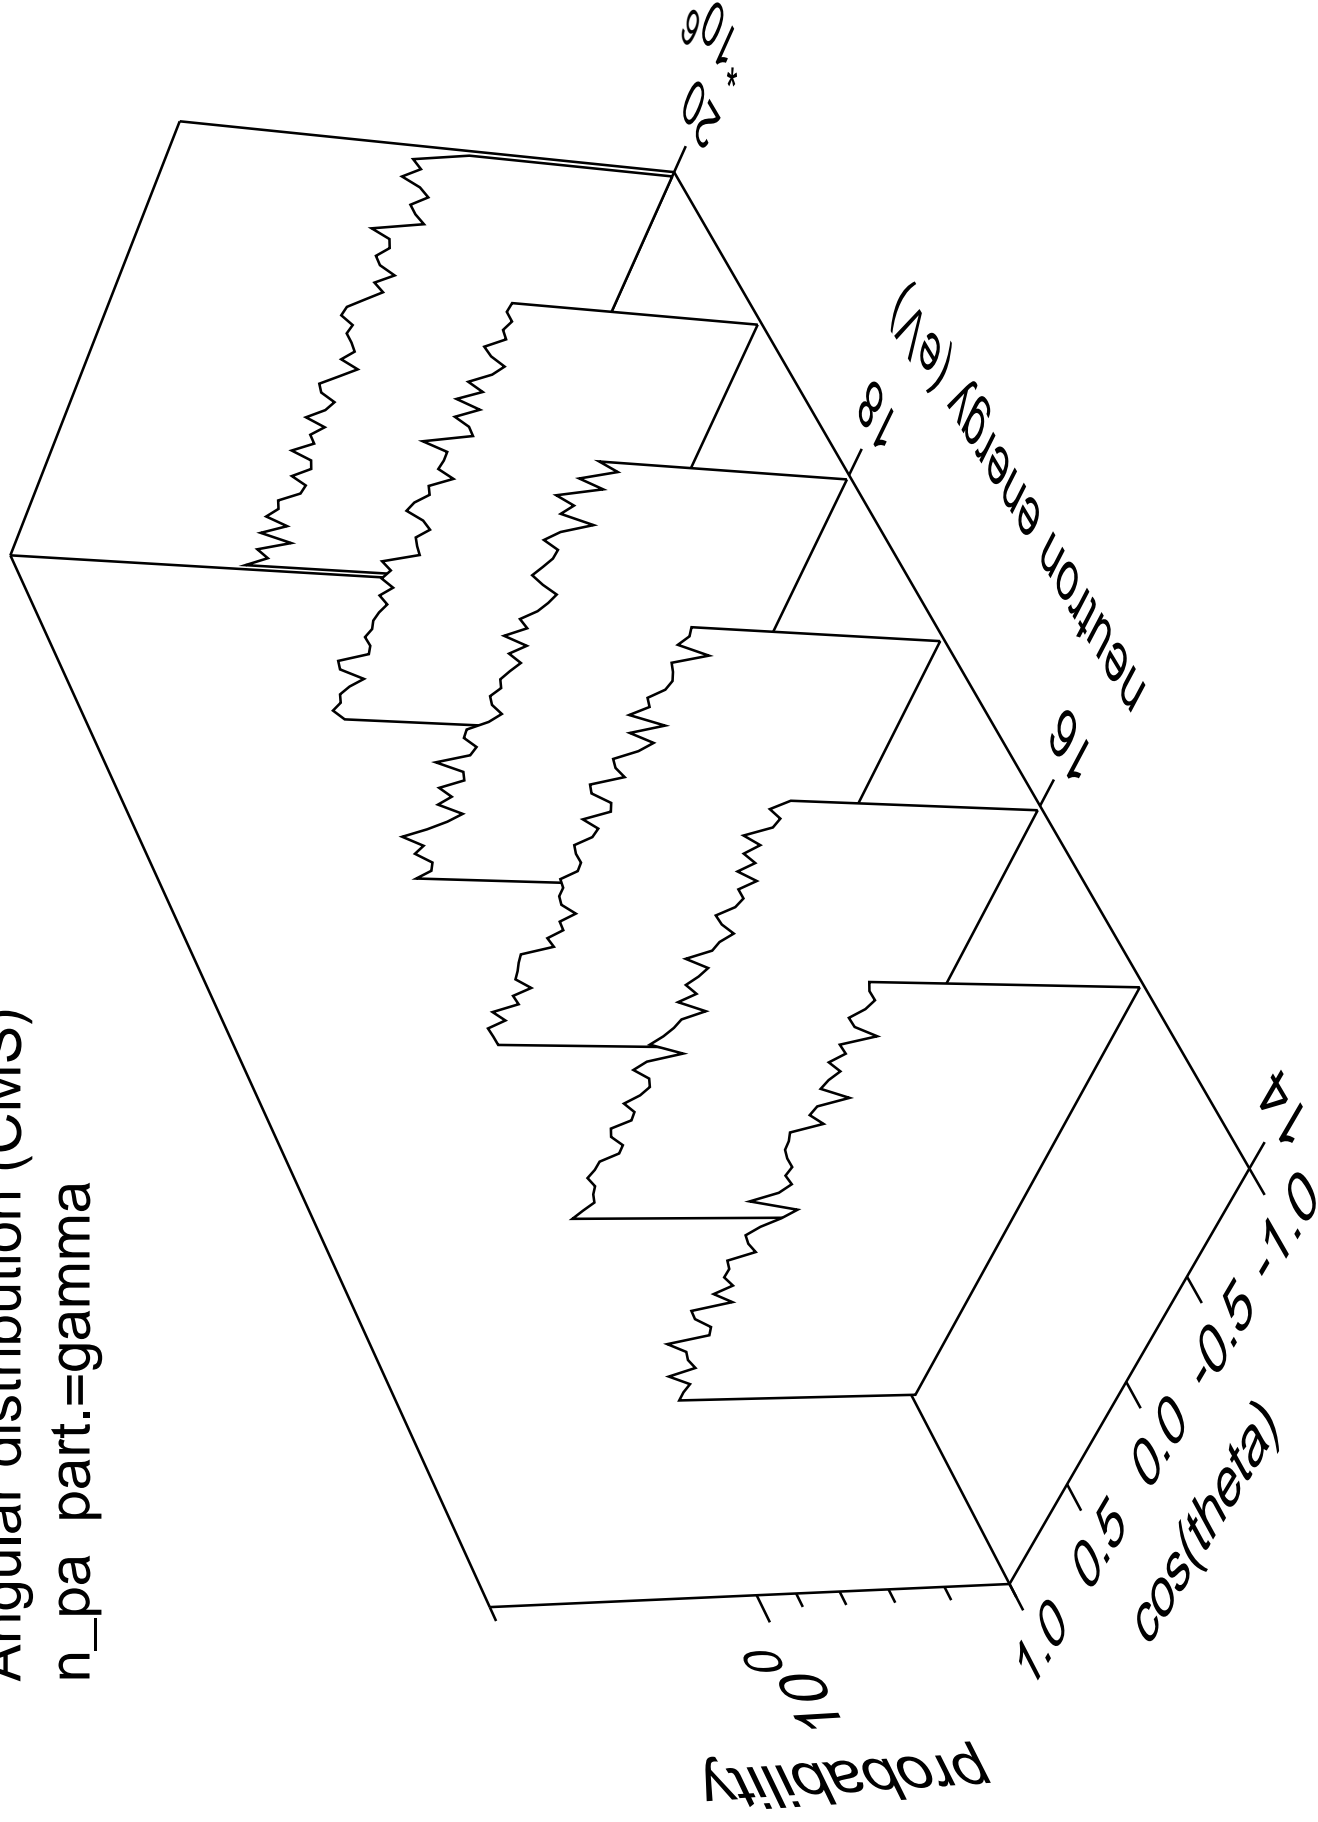 Angular distribution (CMS)
n_pa part.=gamma
probability
10^0
cos(theta)
1.0 0.5 0.0 -0.5 -1.0
neutron energy (eV)
14 16 18 20
*10^6